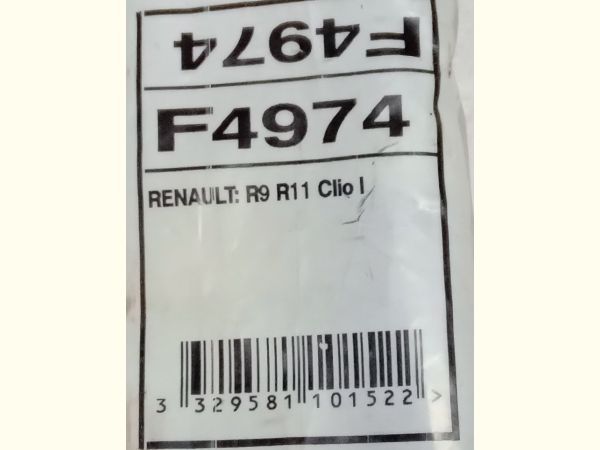 F4974
F4974
RENAULT: R9 R11 Clio I
3 329581 101522 >